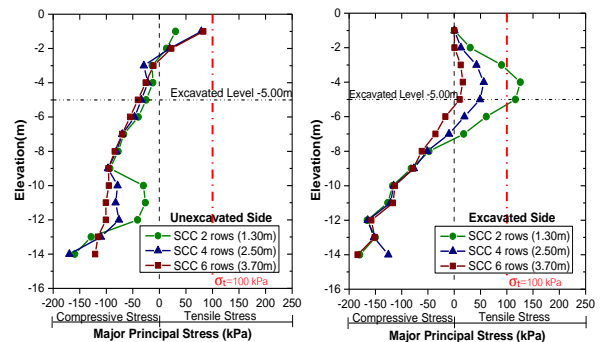 0
-2
-4
-6
-8
-10
-12
-14
-16
Elevation(m)
Excavated Level -5.00m
Unexcavated Side
SCC 2 rows (1.30m)
SCC 4 rows (2.50m)
SCC 6 rows (3.70m)
σt=100 kPa
-200 -150 -100 -50 0 50 100 150 200 250
Compressive Stress
Tensile Stress
Major Principal Stress (kPa)
0
-2
-4
-6
-8
-10
-12
-14
-16
Elevation(m)
Excavated Level -5.00m
Excavated Side
SCC 2 rows (1.30m)
SCC 4 rows (2.50m)
SCC 6 rows (3.70m)
σt=100 kPa
-200 -150 -100 -50 0 50 100 150 200 250
Compressive Stress
Tensile Stress
Major Principal Stress (kPa)